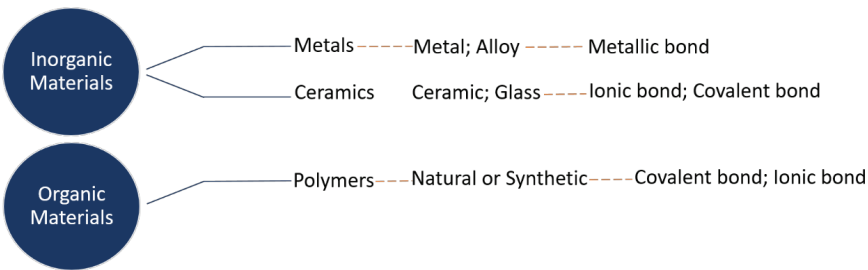 Inorganic
Materials
Metals Metal; Alloy Metallic bond
Ceramics Ceramic; Glass Ionic bond; Covalent bond
Organic
Materials
Polymers Natural or Synthetic Covalent bond; Ionic bond